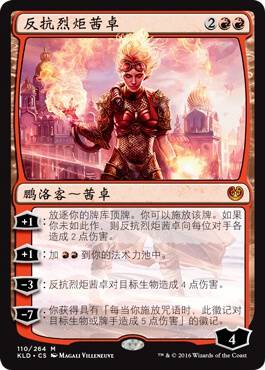 反抗烈炬茜卓 2
鹏洛客～茜卓
+1: 放逐你的牌库顶牌。你可以施放该牌。如果
你未如此作，则反抗烈炬茜卓向每位对手各
造成 2 点伤害。
+1: 加 到你的法术力池中。
-3: 反抗烈炬茜卓对目标生物造成 4 点伤害。
-7: 你获得具有「每当你施放咒语时，此徽记对
目标生物或牌手造成 5 点伤害」的徽记。
4
110/264 M
KLD • CS MAGALI VILLENEUVE
™ & © 2016 Wizards of the Coast